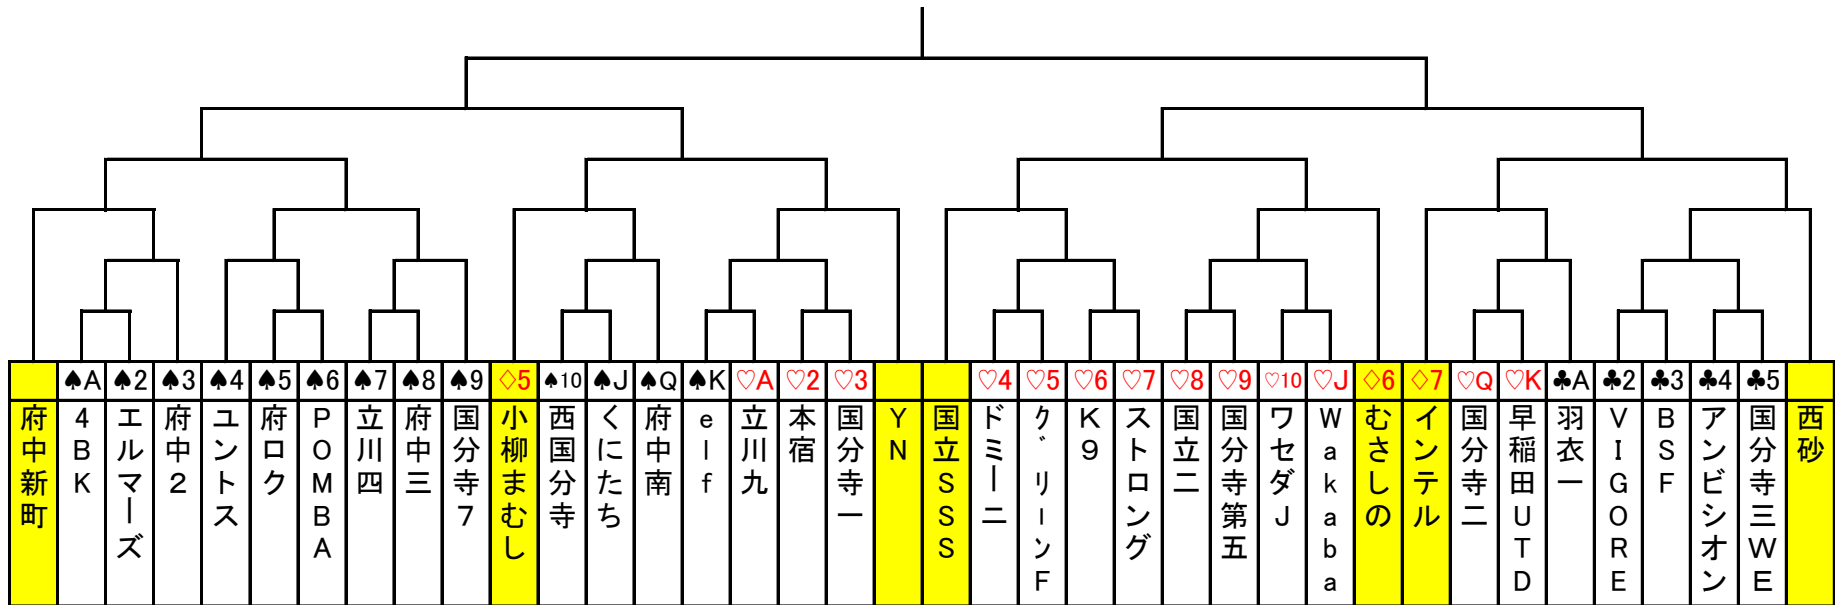 ♠A ♠2 ♠3 ♠4 ♠5 ♠6 ♠7 ♠8 ♠9 ♢5 ♠10 ♠J ♠Q ♠K ♡A ♡2 ♡3 ♡4 ♡5 ♡6 ♡7 ♡8 ♡9 ♡10 ♡J ♢6 ♢7 ♡Q ♡K ♣A ♣2 ♣3 ♣4 ♣5
府中新町
4BK
エルマーズ
府中2
ユントス
府ロク
POMBA
立川四
府中三
国分寺7
小柳まむし
西国分寺
くにたち
府中南
elf
立川九
本宿
国分寺一
YN
国立SSS
ドミーニ
グリーンF
K9
ストロング
国立二
国分寺第五
ワセダJ
Wakaba
むさしの
インテル
国分寺二
早稲田UTD
羽衣一
VIGORE
BSF
アンビシオン
国分寺三WE
西砂